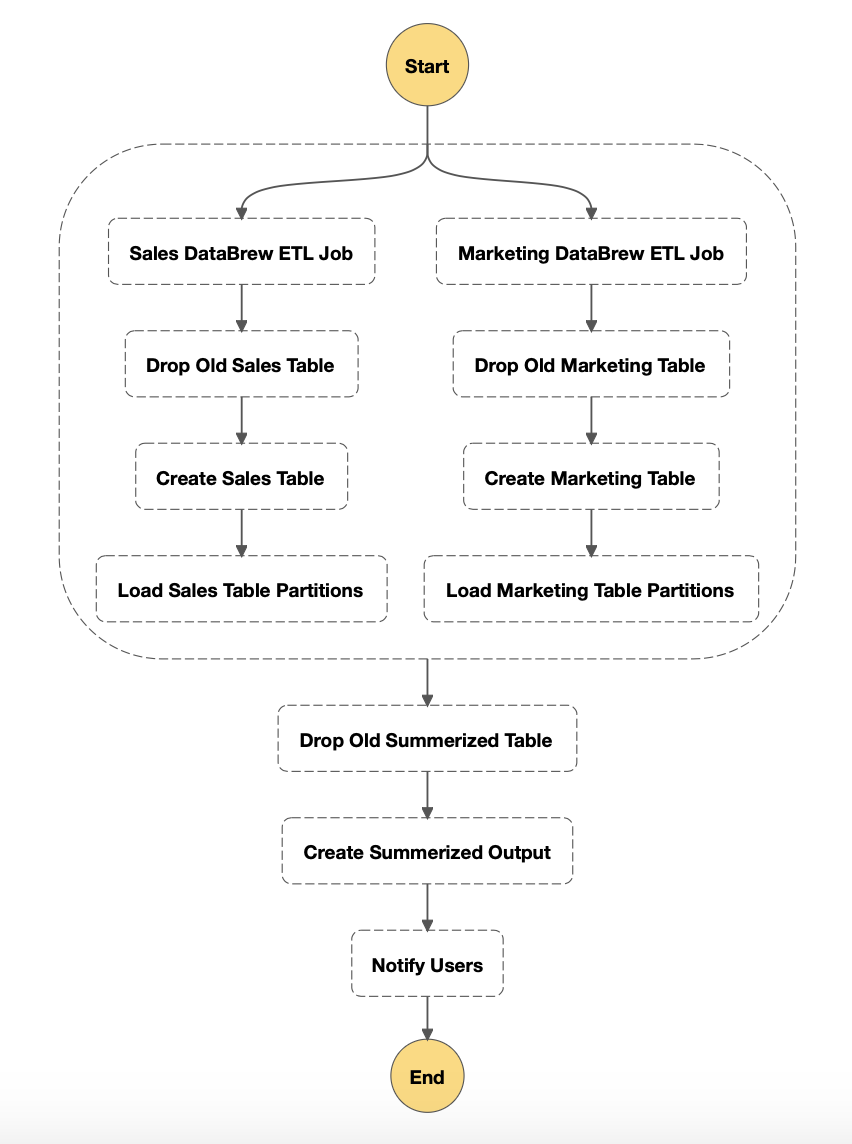 Start
Sales DataBrew ETL Job
Marketing DataBrew ETL Job
Drop Old Sales Table
Drop Old Marketing Table
Create Sales Table
Create Marketing Table
Load Sales Table Partitions
Load Marketing Table Partitions
Drop Old Summerized Table
Create Summerized Output
Notify Users
End